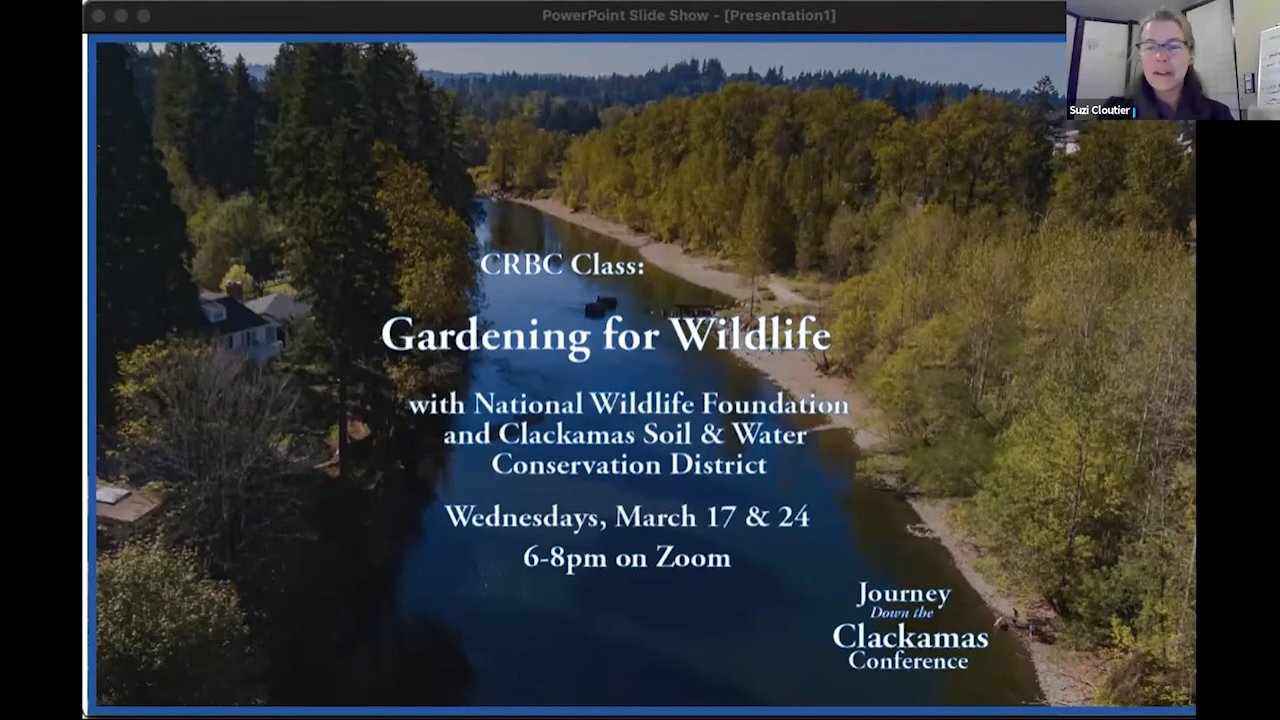 PowerPoint Slide Show - [Presentation1]
Suzi Cloutier
CRBC Class:
Gardening for Wildlife
with National Wildlife Foundation
and Clackamas Soil & Water
Conservation District
Wednesdays, March 17 & 24
6-8pm on Zoom
Journey
Down the
Clackamas
Conference